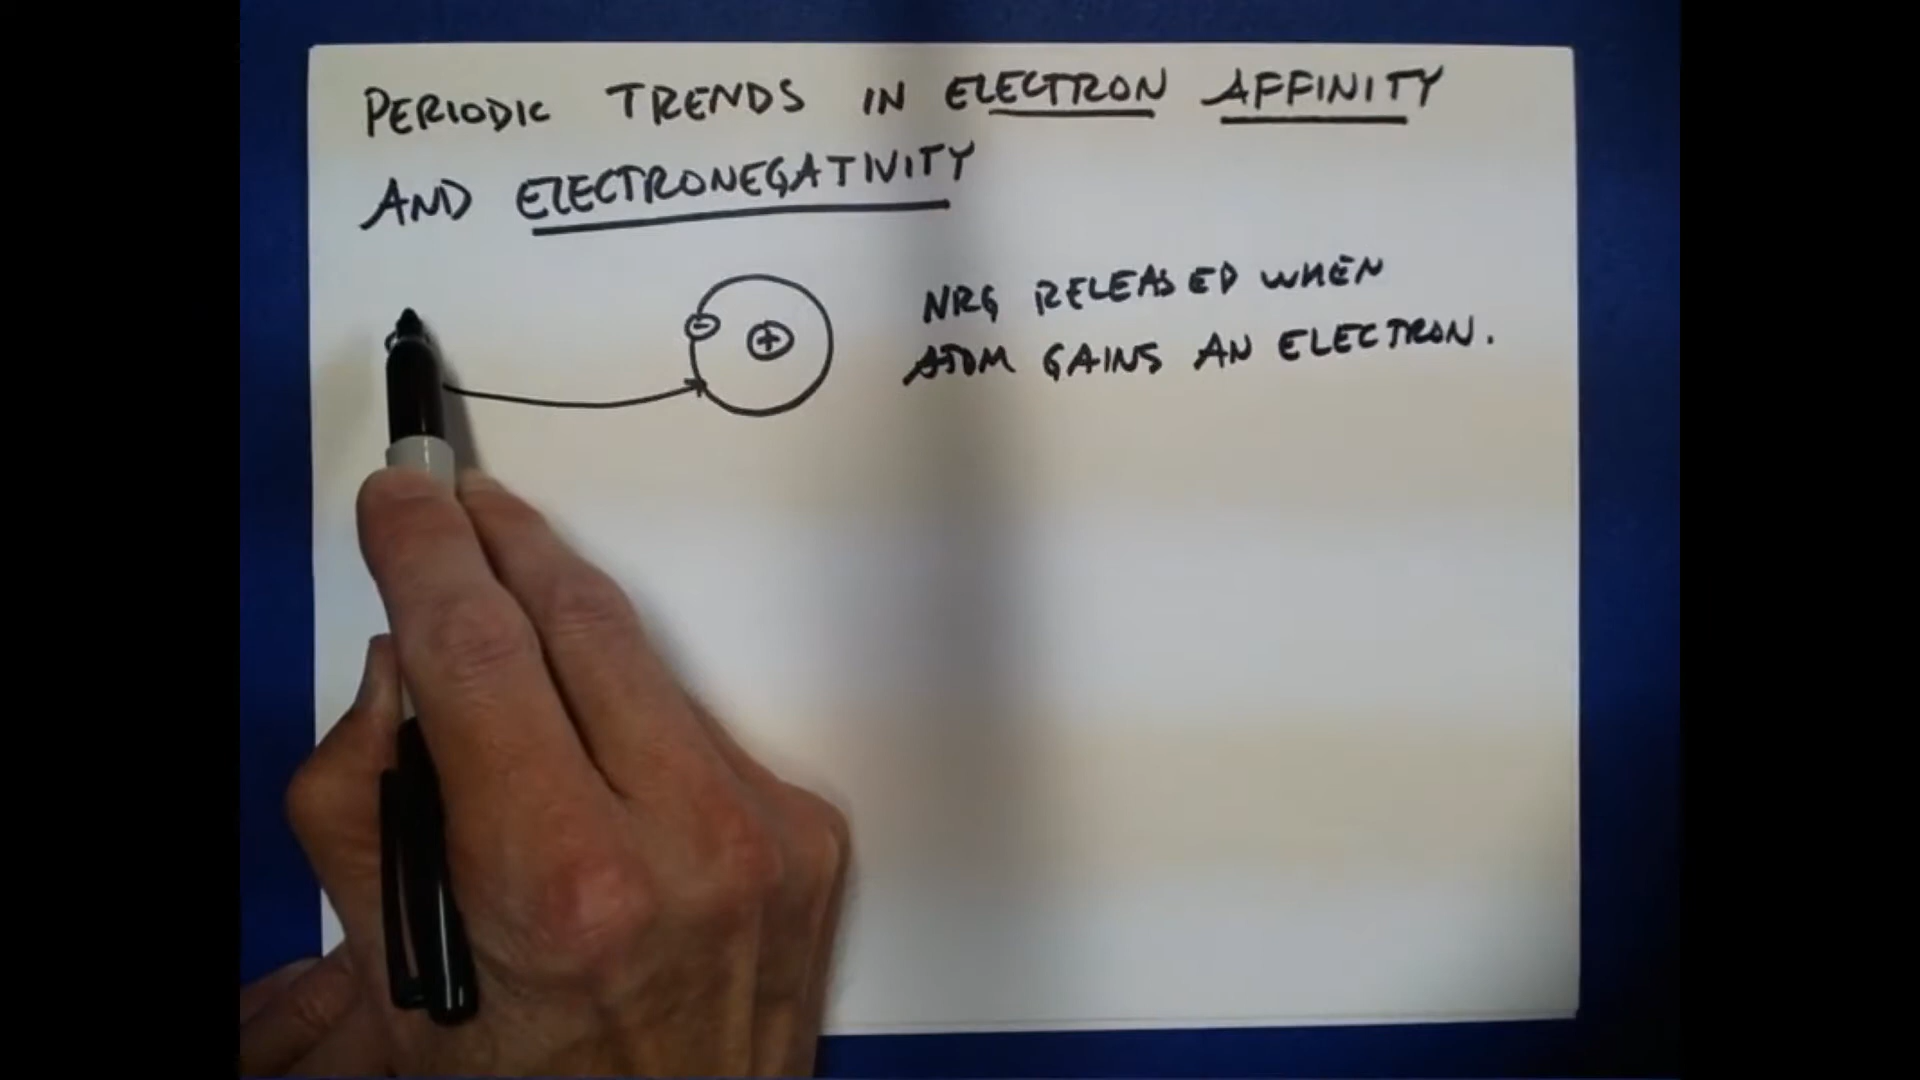 PERIODIC TRENDS IN ELECTRON AFFINITY
AND ELECTRONEGATIVITY
- +
NRG RELEASED WHEN
ATOM GAINS AN ELECTRON.